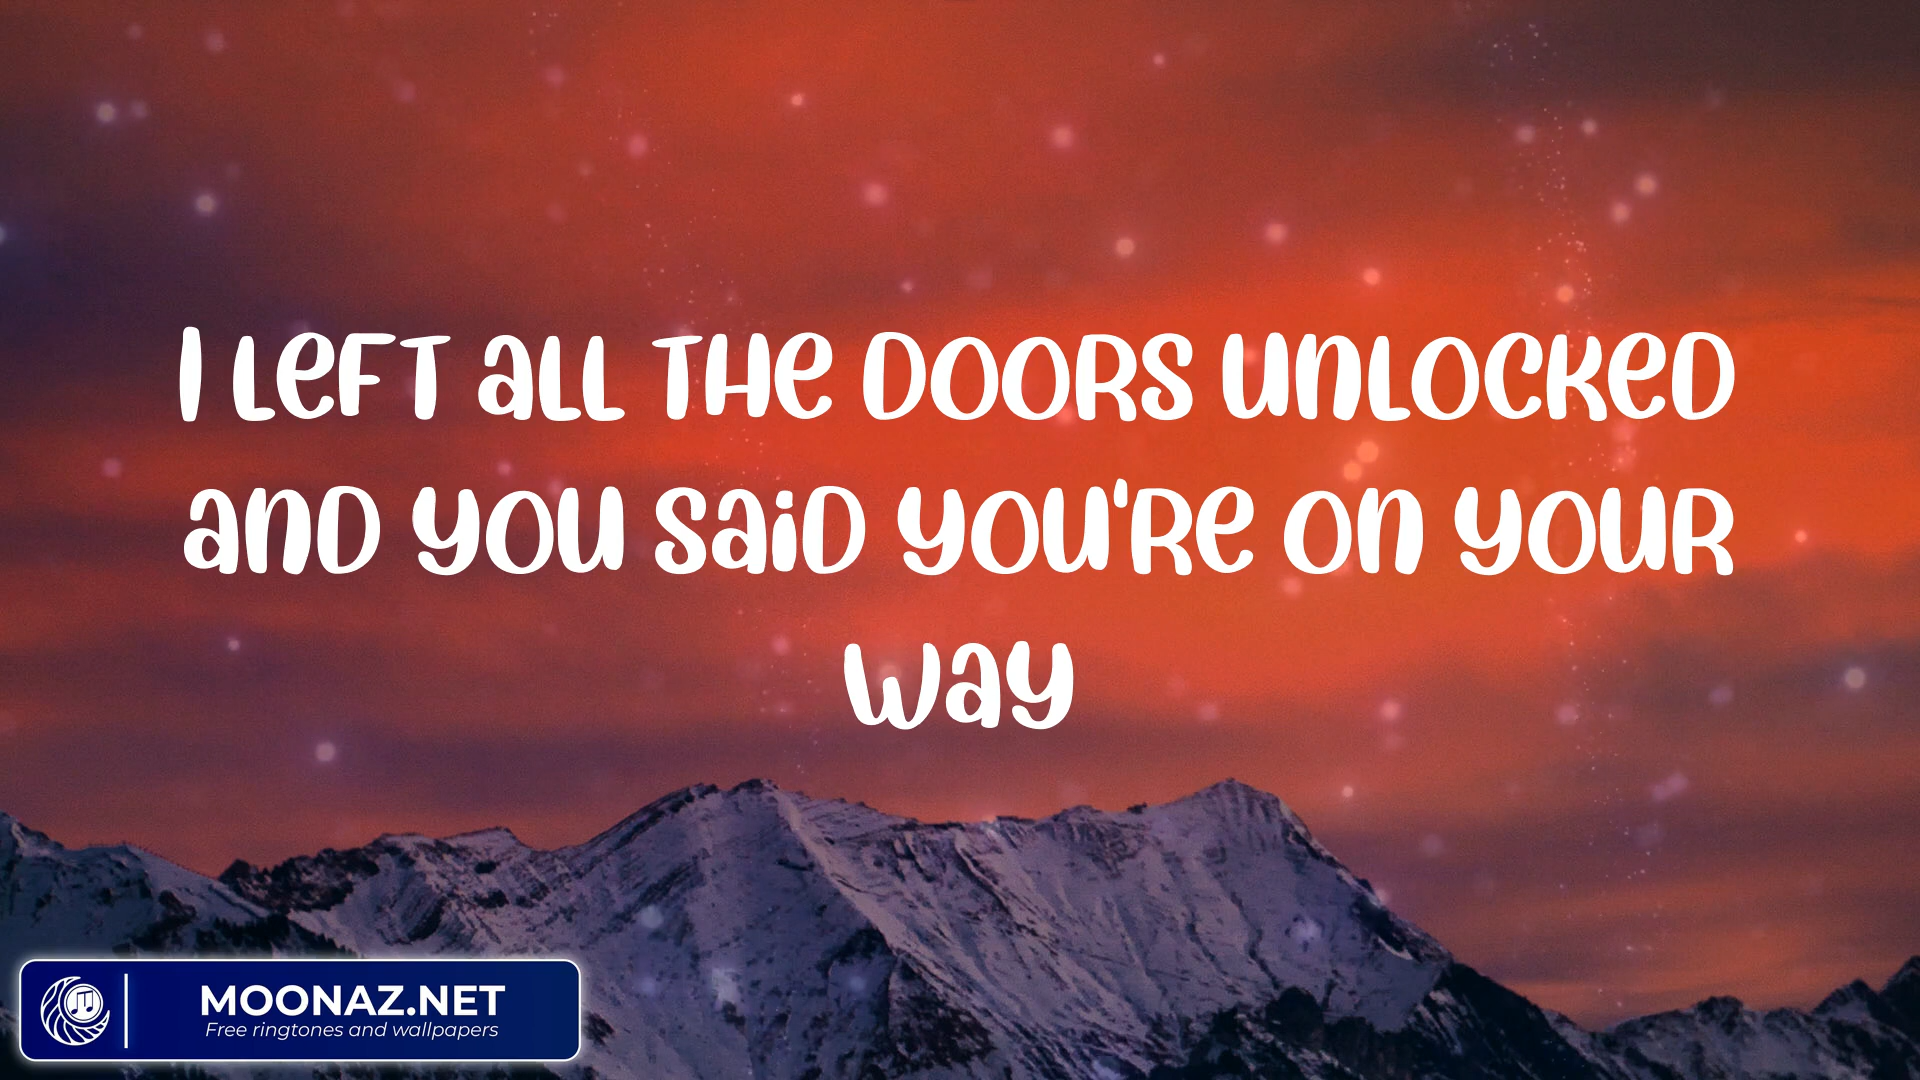 I Left all the doors unlocked
and you said you're on your
way
MOONAZ.NET
Free ringtones and wallpapers